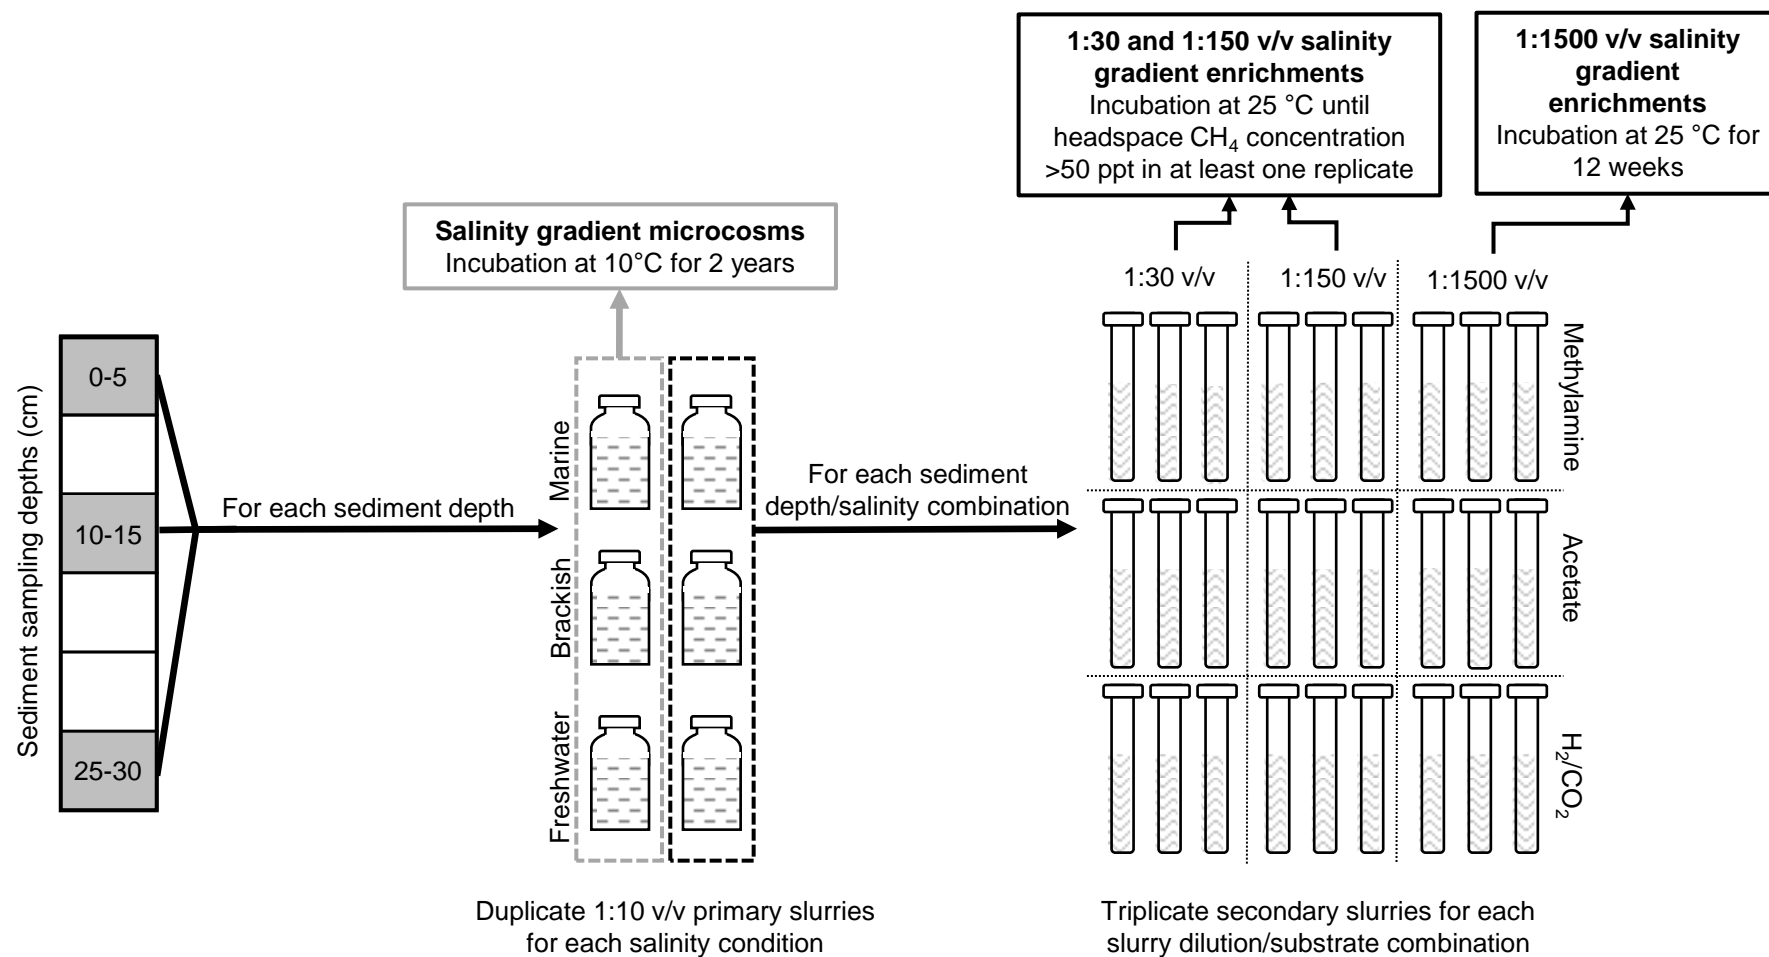 1:30 and 1:150 v/v salinity
gradient enrichments
Incubation at 25 °C until
headspace CH₄ concentration
>50 ppt in at least one replicate
1:1500 v/v salinity
gradient
enrichments
Incubation at 25 °C for
12 weeks
Salinity gradient microcosms
Incubation at 10°C for 2 years
1:30 v/v
1:150 v/v
1:1500 v/v
Sediment sampling depths (cm)
0-5
10-15
25-30
For each sediment depth
Marine
Brackish
Freshwater
For each sediment
depth/salinity combination
Methylamine
Acetate
H₂/CO₂
Duplicate 1:10 v/v primary slurries
for each salinity condition
Triplicate secondary slurries for each
slurry dilution/substrate combination